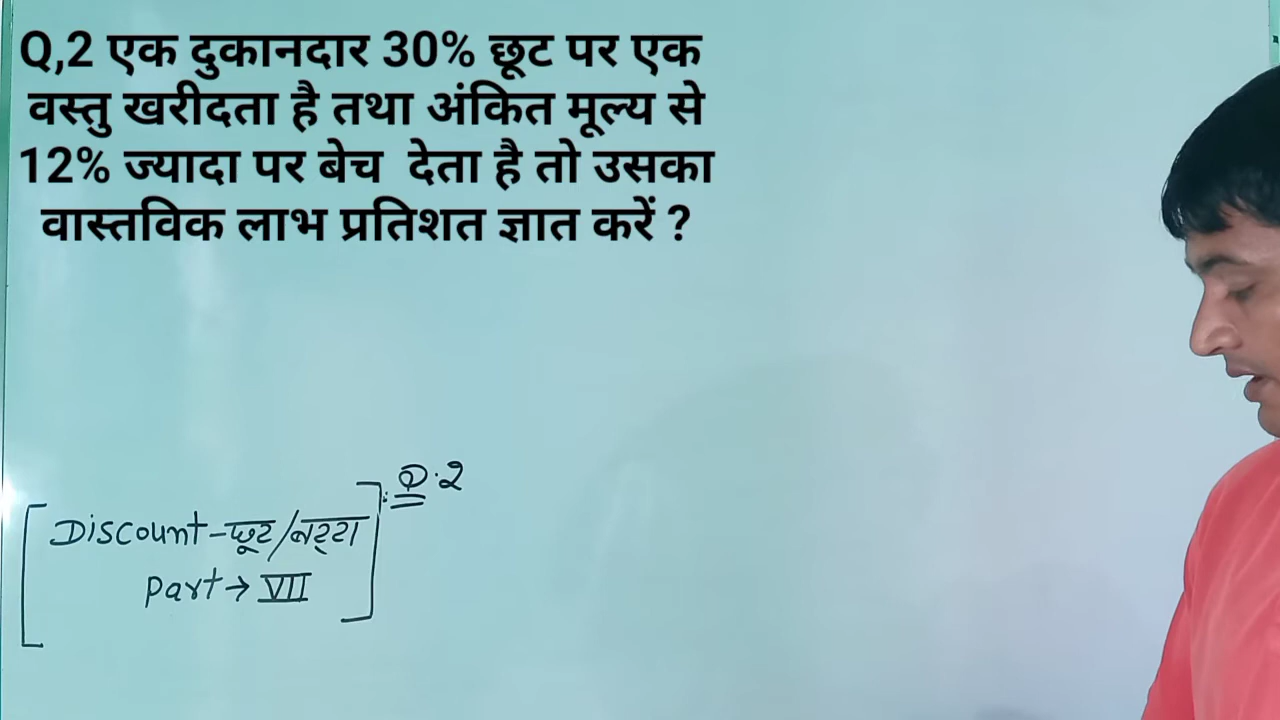 Q,2 एक दुकानदार 30% छूट पर एक
वस्तु खरीदता है तथा अंकित मूल्य से
12% ज्यादा पर बेच देता है तो उसका
वास्तविक लाभ प्रतिशत ज्ञात करें ?
Q.2
Discount-छूट/बट्टा
Part→VII